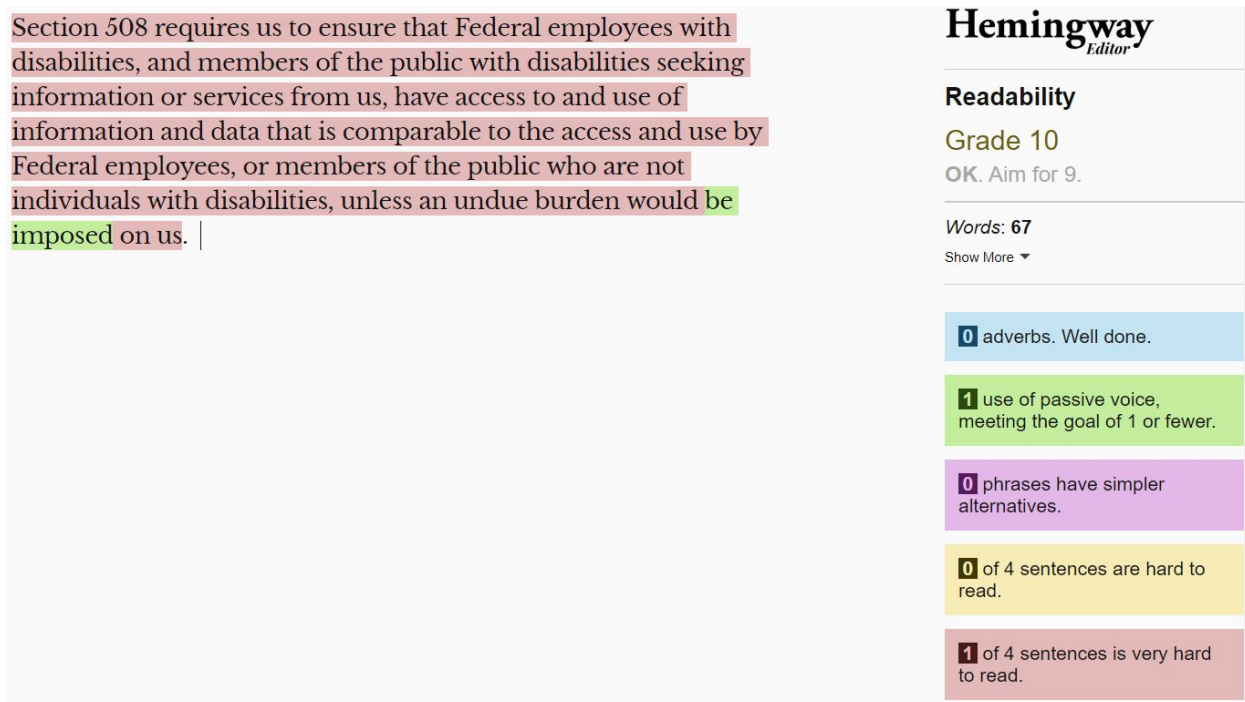 Section 508 requires us to ensure that Federal employees with
disabilities, and members of the public with disabilities seeking
information or services from us, have access to and use of
information and data that is comparable to the access and use by
Federal employees, or members of the public who are not
individuals with disabilities, unless an undue burden would be
imposed on us.
Hemingway
Editor
Readability
Grade 10
OK. Aim for 9.
Words: 67
Show More
0 adverbs. Well done.
1 use of passive voice,
meeting the goal of 1 or fewer.
0 phrases have simpler
alternatives.
0 of 4 sentences are hard to
read.
1 of 4 sentences is very hard
to read.